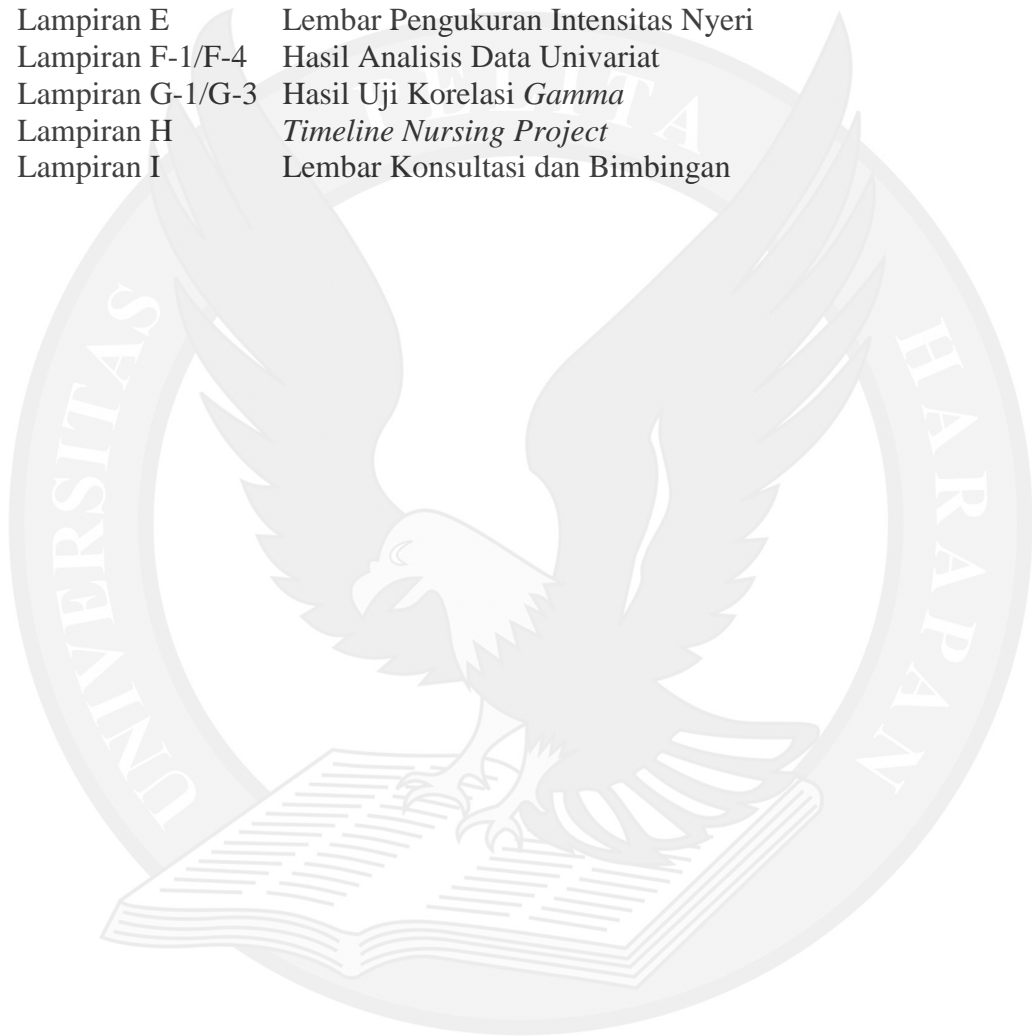 Lampiran E Lembar Pengukuran Intensitas Nyeri
Lampiran F-1/F-4 Hasil Analisis Data Univariat
Lampiran G-1/G-3 Hasil Uji Korelasi Gamma
Lampiran H Timeline Nursing Project
Lampiran I Lembar Konsultasi dan Bimbingan
UNIVERSITAS PELITA HARAPAN